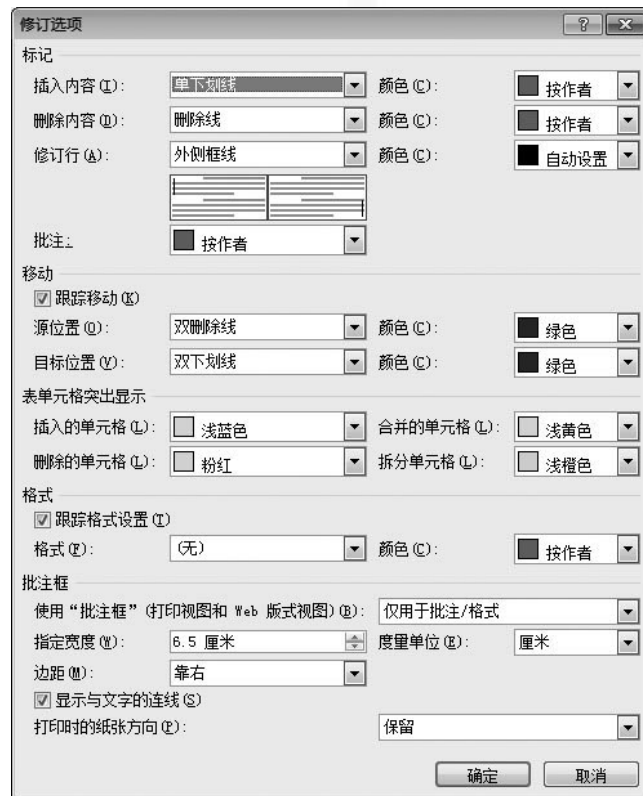 修订选项
标记
插入内容(I): 单下划线 颜色(C): 按作者
删除内容(D): 删除线 颜色(C): 按作者
修订行(A): 外侧框线 颜色(C): 自动设置
批注: 按作者
移动
跟踪移动(K)
源位置(O): 双删除线 颜色(C): 绿色
目标位置(V): 双下划线 颜色(C): 绿色
表单元格突出显示
插入的单元格(L): 浅蓝色 合并的单元格(L): 浅黄色
删除的单元格(L): 粉红 拆分单元格(L): 浅橙色
格式
跟踪格式设置(T)
格式(F): (无) 颜色(C): 按作者
批注框
使用“批注框”(打印视图和 Web 版式视图)(B): 仅用于批注/格式
指定宽度(W): 6.5 厘米 度量单位(E): 厘米
边距(M): 靠右
显示与文字的连线(S)
打印时的纸张方向(P): 保留
确定 取消